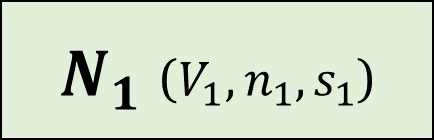 N₁ (V₁, n₁, s₁)